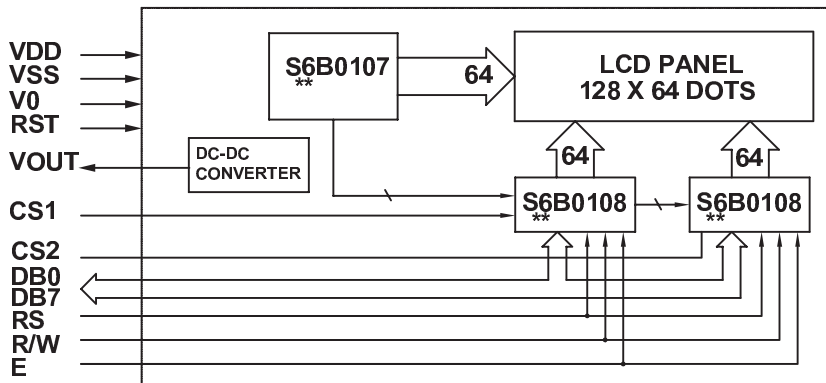 VDD
VSS
V0
RST
VOUT
CS1
CS2
DB0
DB7
RS
R/W
E
S6B0107
**
64
LCD PANEL
128 X 64 DOTS
DC-DC
CONVERTER
64
64
S6B0108
**
S6B0108
**